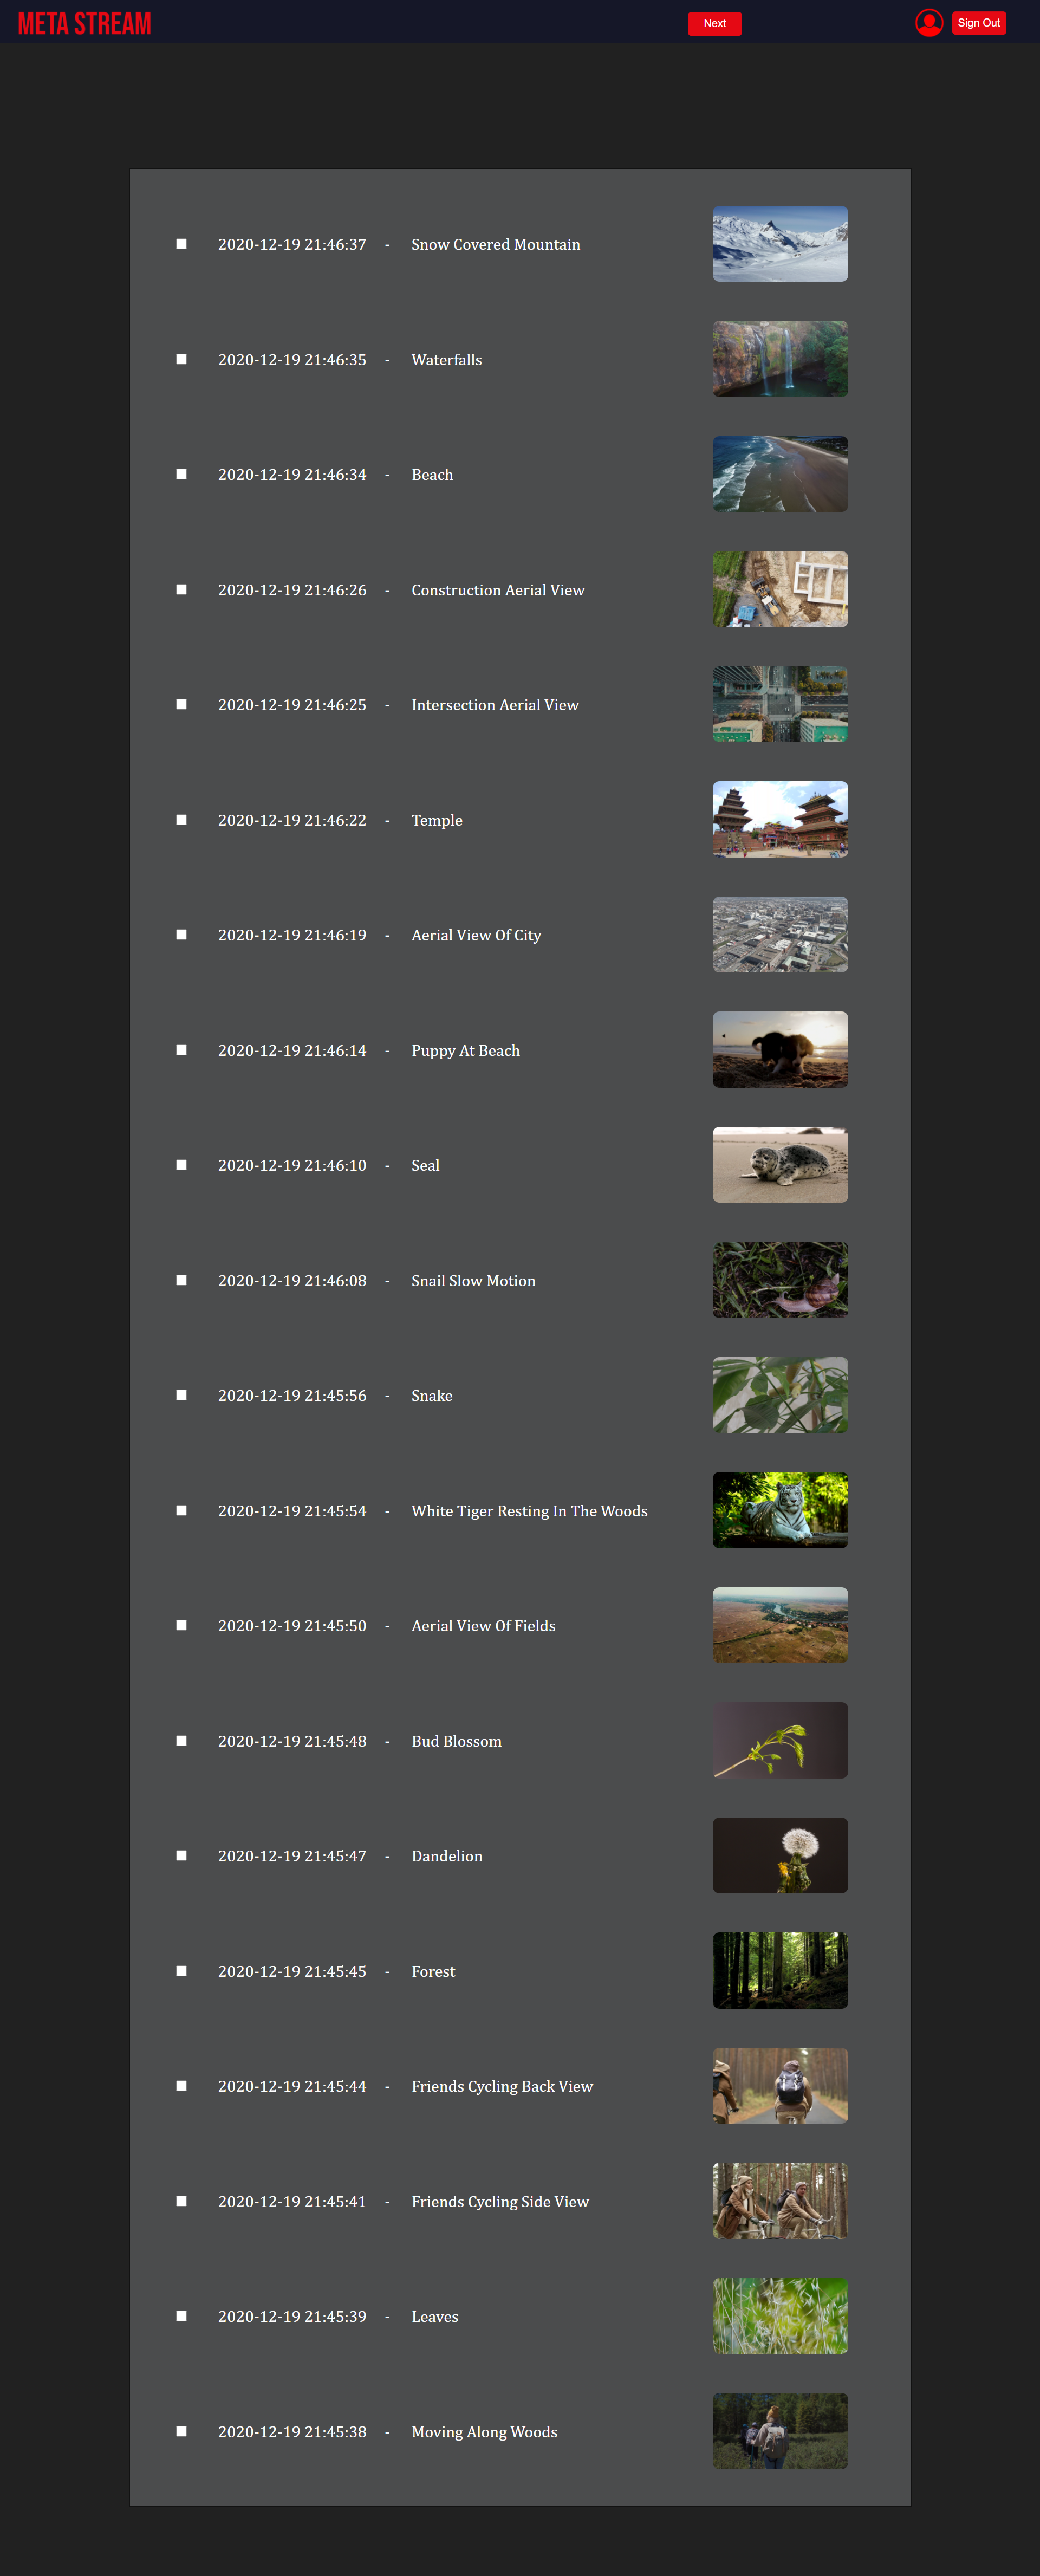 META STREAM Next Sign Out
2020-12-19 21:46:37 - Snow Covered Mountain
2020-12-19 21:46:35 - Waterfalls
2020-12-19 21:46:34 - Beach
2020-12-19 21:46:26 - Construction Aerial View
2020-12-19 21:46:25 - Intersection Aerial View
2020-12-19 21:46:22 - Temple
2020-12-19 21:46:19 - Aerial View Of City
2020-12-19 21:46:14 - Puppy At Beach
2020-12-19 21:46:10 - Seal
2020-12-19 21:46:08 - Snail Slow Motion
2020-12-19 21:45:56 - Snake
2020-12-19 21:45:54 - White Tiger Resting In The Woods
2020-12-19 21:45:50 - Aerial View Of Fields
2020-12-19 21:45:48 - Bud Blossom
2020-12-19 21:45:47 - Dandelion
2020-12-19 21:45:45 - Forest
2020-12-19 21:45:44 - Friends Cycling Back View
2020-12-19 21:45:41 - Friends Cycling Side View
2020-12-19 21:45:39 - Leaves
2020-12-19 21:45:38 - Moving Along Woods